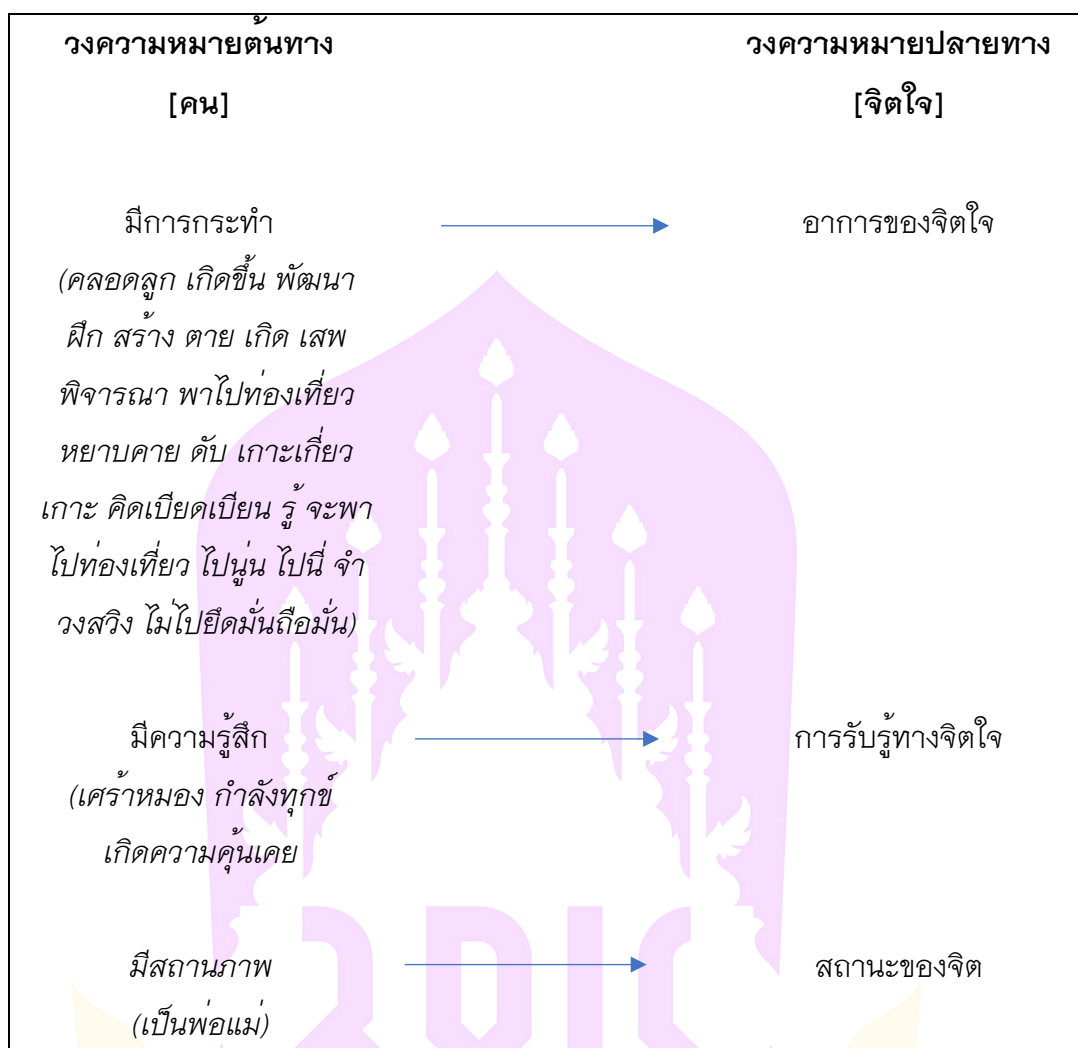 วงความหมายต้นทาง วงความหมายปลายทาง
[คน] [จิตใจ]
มีการกระทำ อาการของจิตใจ
(คลอดลูก เกิดขึ้น พัฒนา
ฝึก สร้าง ตาย เกิด เสพ
พิจารณา พาไปท่องเที่ยว
หยาบคาย ดับ เกาะเกี่ยว
เกาะ คิดเบียดเบียน รู้ จะพา
ไปท่องเที่ยว ไปนู่น ไปนี่ จำ
วงสวิง ไม่ไปยึดมั่นถือมั่น)
มีความรู้สึก การรับรู้ทางจิตใจ
(เศร้าหมอง กำลังทุกข์
เกิดความคุ้นเคย
มีสถานภาพ สถานะของจิต
(เป็นพ่อแม่)